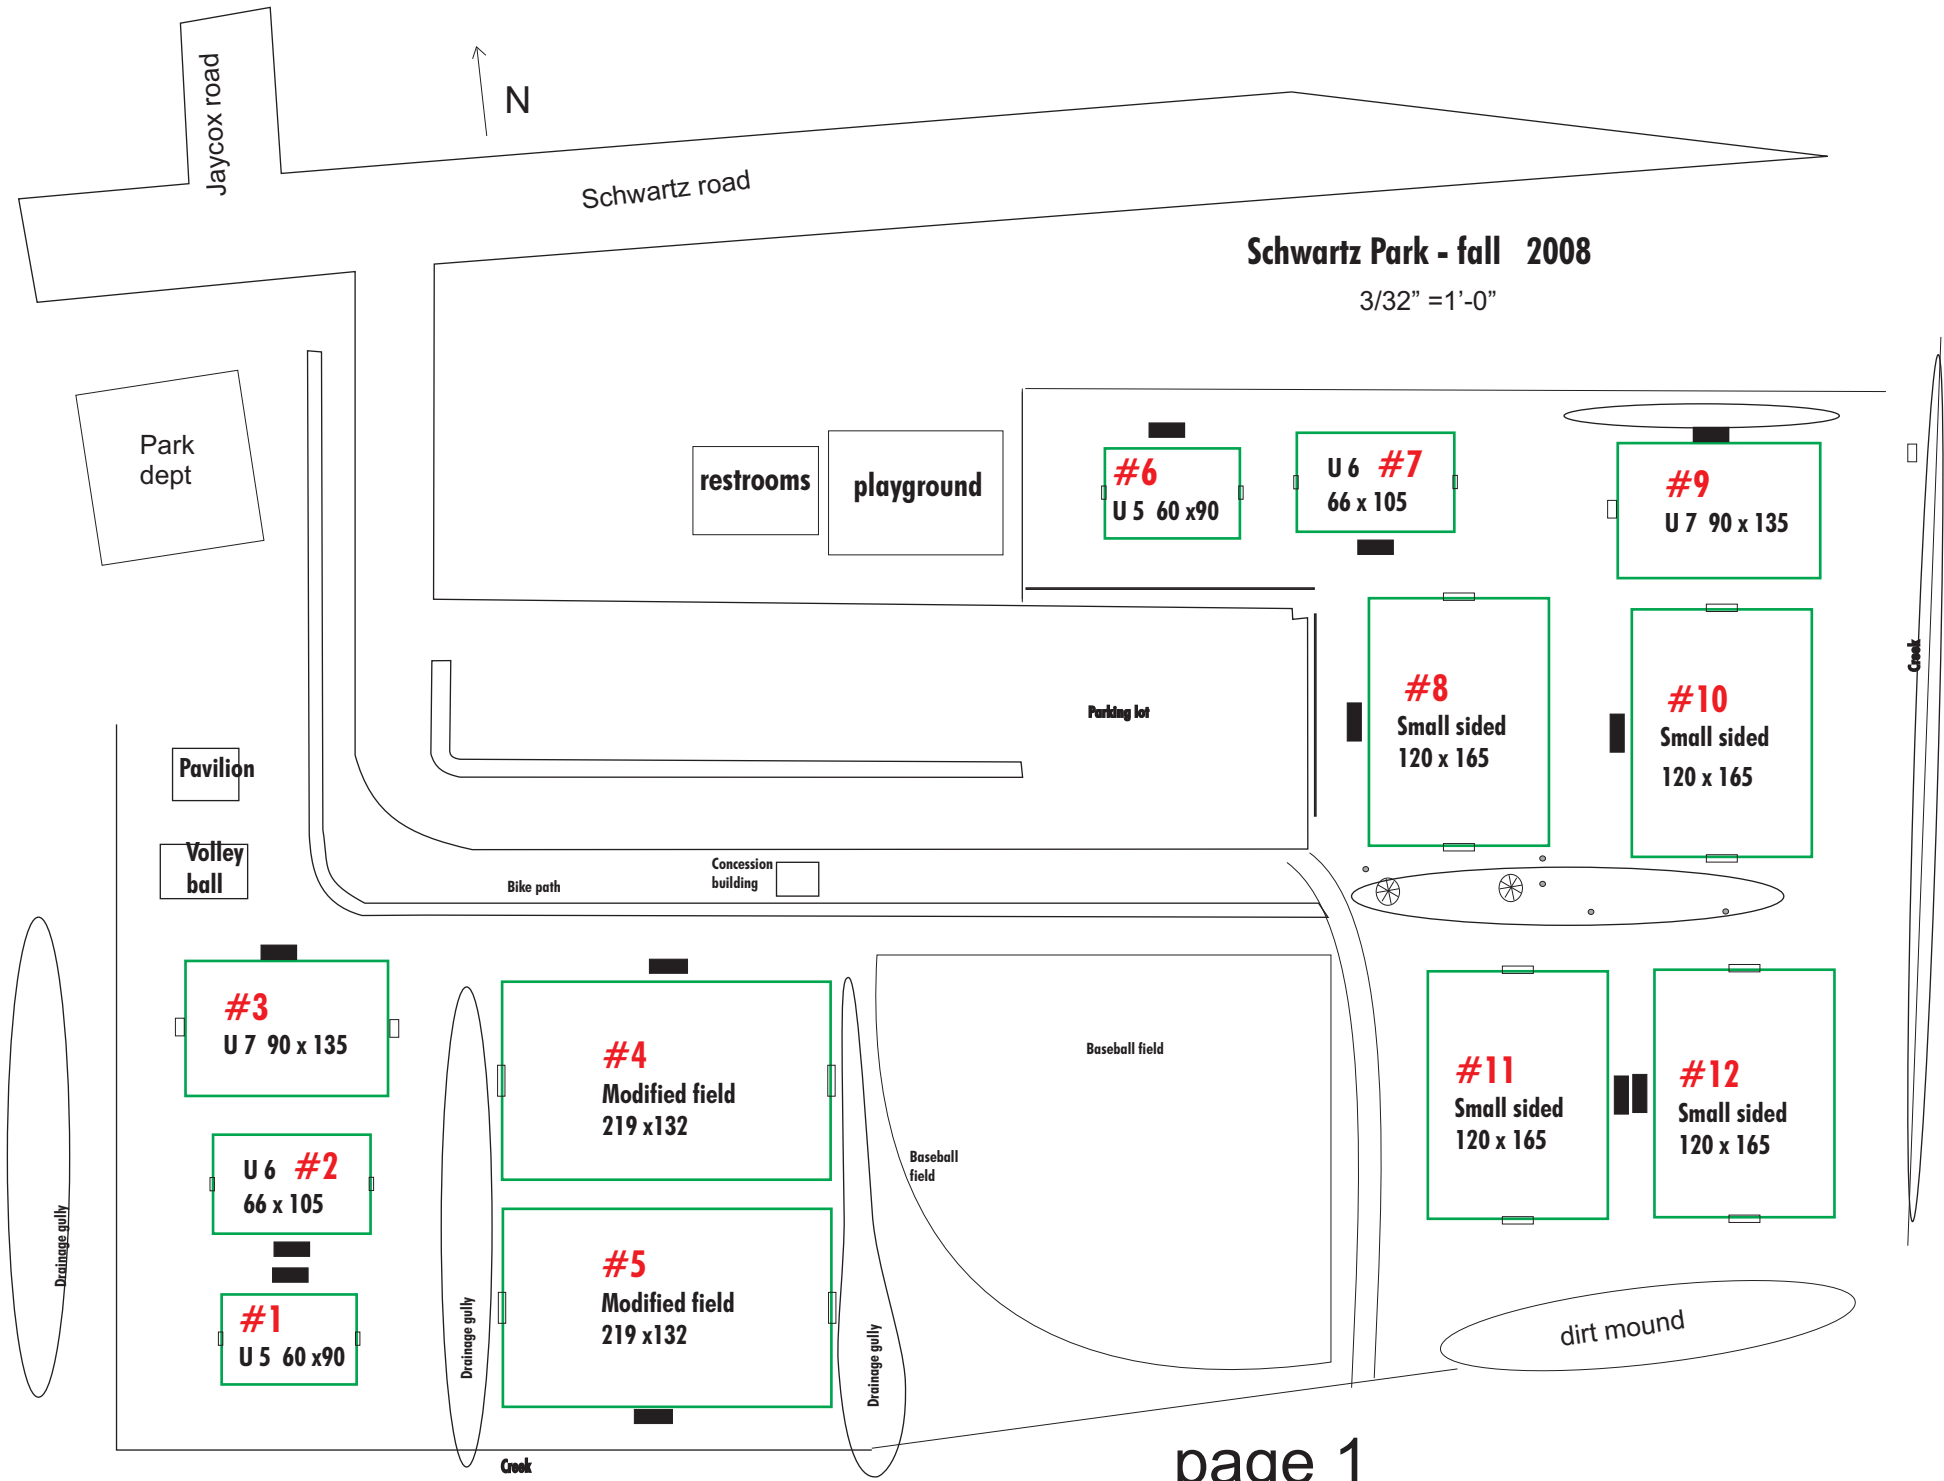 Jaycox road
N
Schwartz road
Schwartz Park - fall 2008
3/32” =1’-0”
Park
dept
restrooms
playground
#6
U 5 60 x90
U 6 #7
66 x 105
#9
U 7 90 x 135
#8
Small sided
120 x 165
#10
Small sided
120 x 165
Creek
Parking lot
Pavilion
Volley
ball
Concession
building
Bike path
#3
U 7 90 x 135
#4
Modified field
219 x132
Baseball field
Baseball
field
#11
Small sided
120 x 165
#12
Small sided
120 x 165
U 6 #2
66 x 105
Drainage gully
#5
Modified field
219 x132
#1
U 5 60 x90
Drainage gully
Drainage gully
dirt mound
Creek
page 1